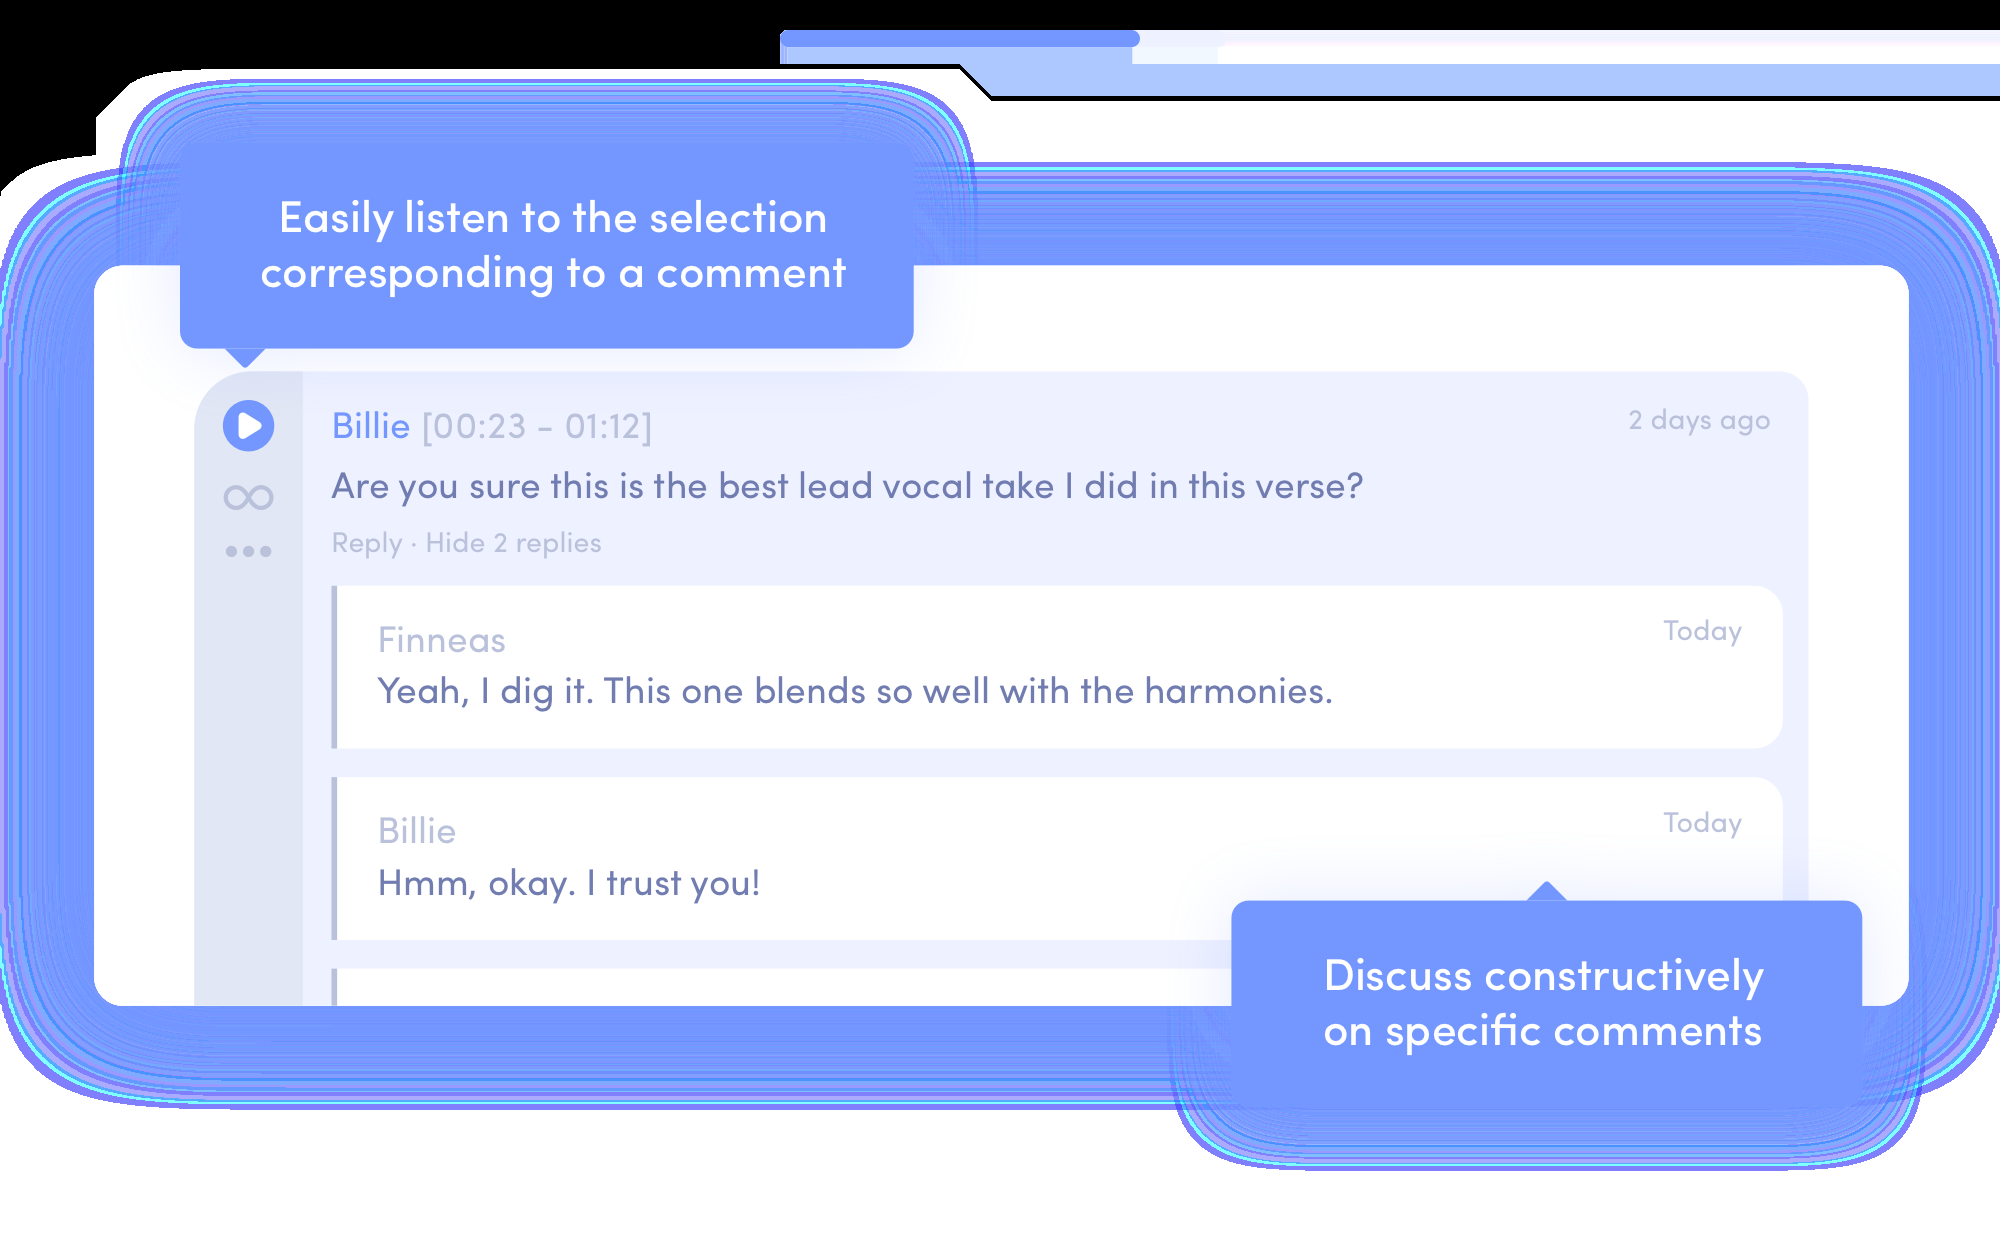 Easily listen to the selection
corresponding to a comment
Billie [00:23 - 01:12]
2 days ago
Are you sure this is the best lead vocal take I did in this verse?
Reply · Hide 2 replies
Finneas
Today
Yeah, I dig it. This one blends so well with the harmonies.
Billie
Today
Hmm, okay. I trust you!
Discuss constructively
on specific comments